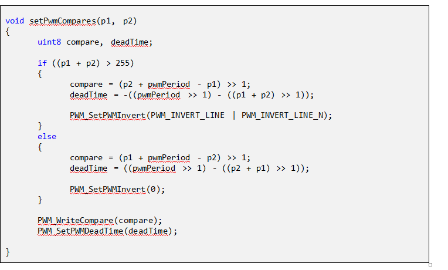 void setPwmCompares(p1, p2)
{
uint8 compare, deadTime;
if ((p1 + p2) > 255)
{
compare = (p2 + pwmPeriod - p1) >> 1;
deadTime = -((pwmPeriod >> 1) - ((p1 + p2) >> 1));
PWM_SetPWMInvert(PWM_INVERT_LINE | PWM_INVERT_LINE_N);
}
else
{
compare = (p1 + pwmPeriod - p2) >> 1;
deadTime = ((pwmPeriod >> 1) - ((p2 + p1) >> 1));
PWM_SetPWMInvert(0);
}
PWM_WriteCompare(compare);
PWM_SetPWMDeadTime(deadTime);
}